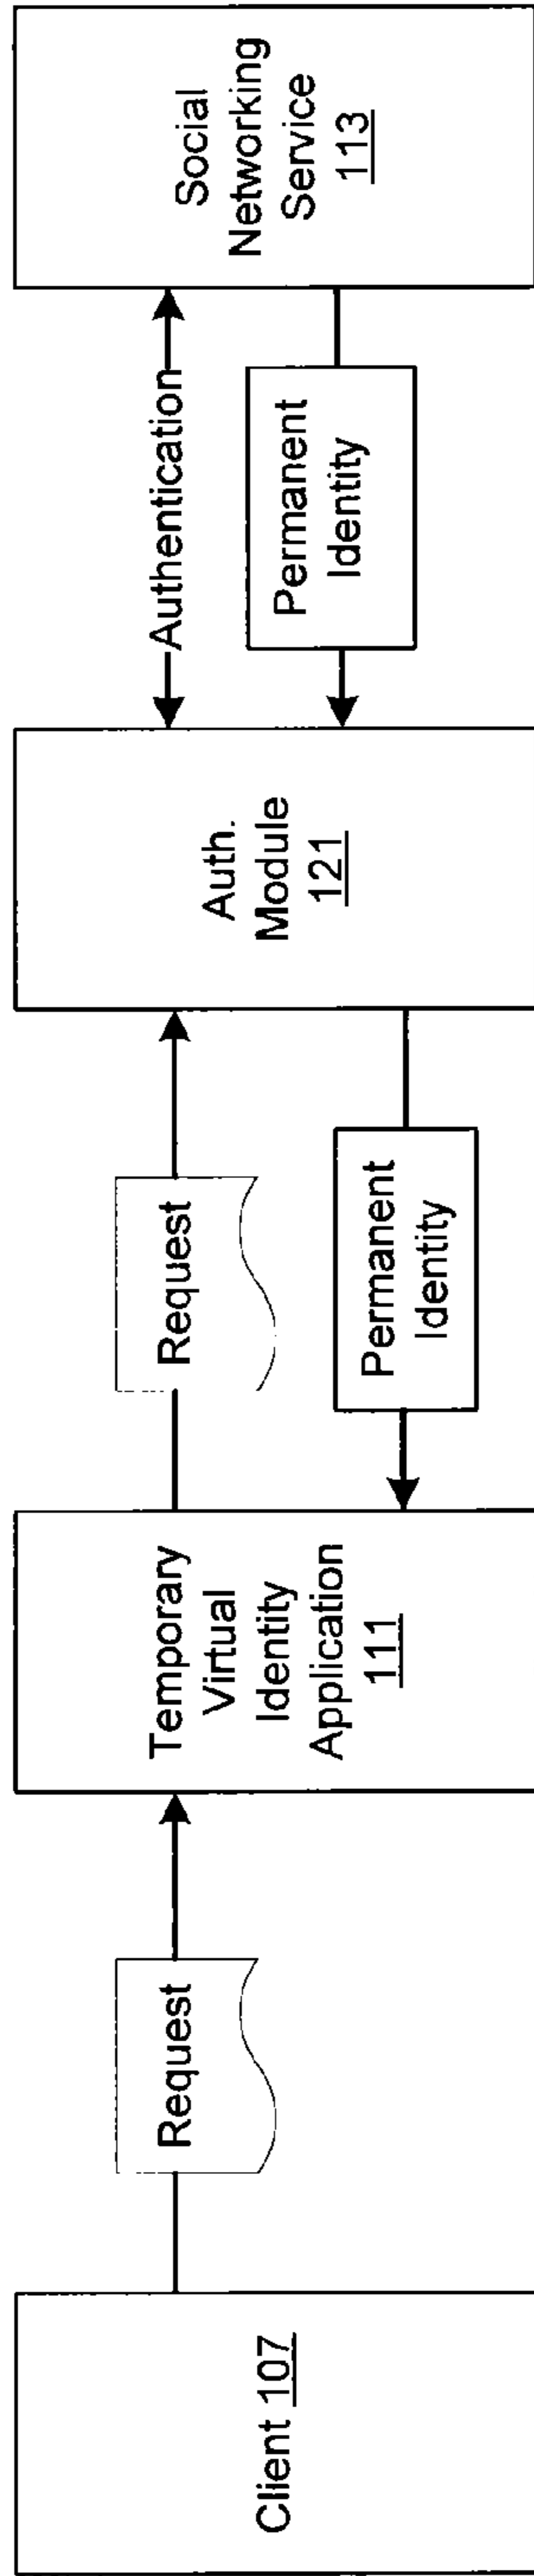 Client 107
Request
Temporary
Virtual
Identity
Application
111
Request
Permanent
Identity
Auth.
Module
121
Authentication
Permanent
Identity
Social
Networking
Service
113